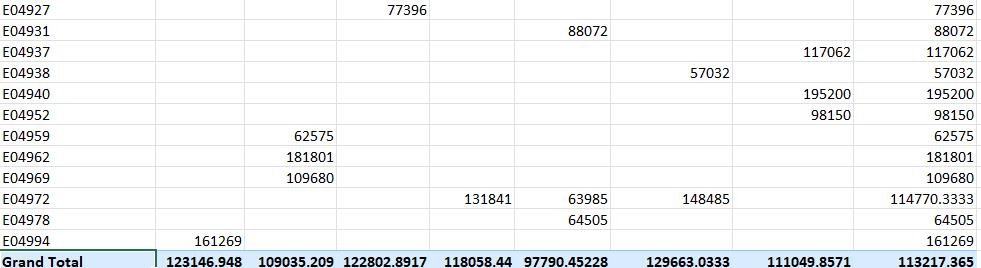 E04927 77396 77396
E04931 88072 88072
E04937 117062 117062
E04938 57032 57032
E04940 195200 195200
E04952 98150 98150
E04959 62575 62575
E04962 181801 181801
E04969 109680 109680
E04972 131841 63985 148485 114770.3333
E04978 64505 64505
E04994 161269 161269
Grand Total 123146.948 109035.209 122802.8917 118058.44 97790.45228 129663.0333 111049.8571 113217.365